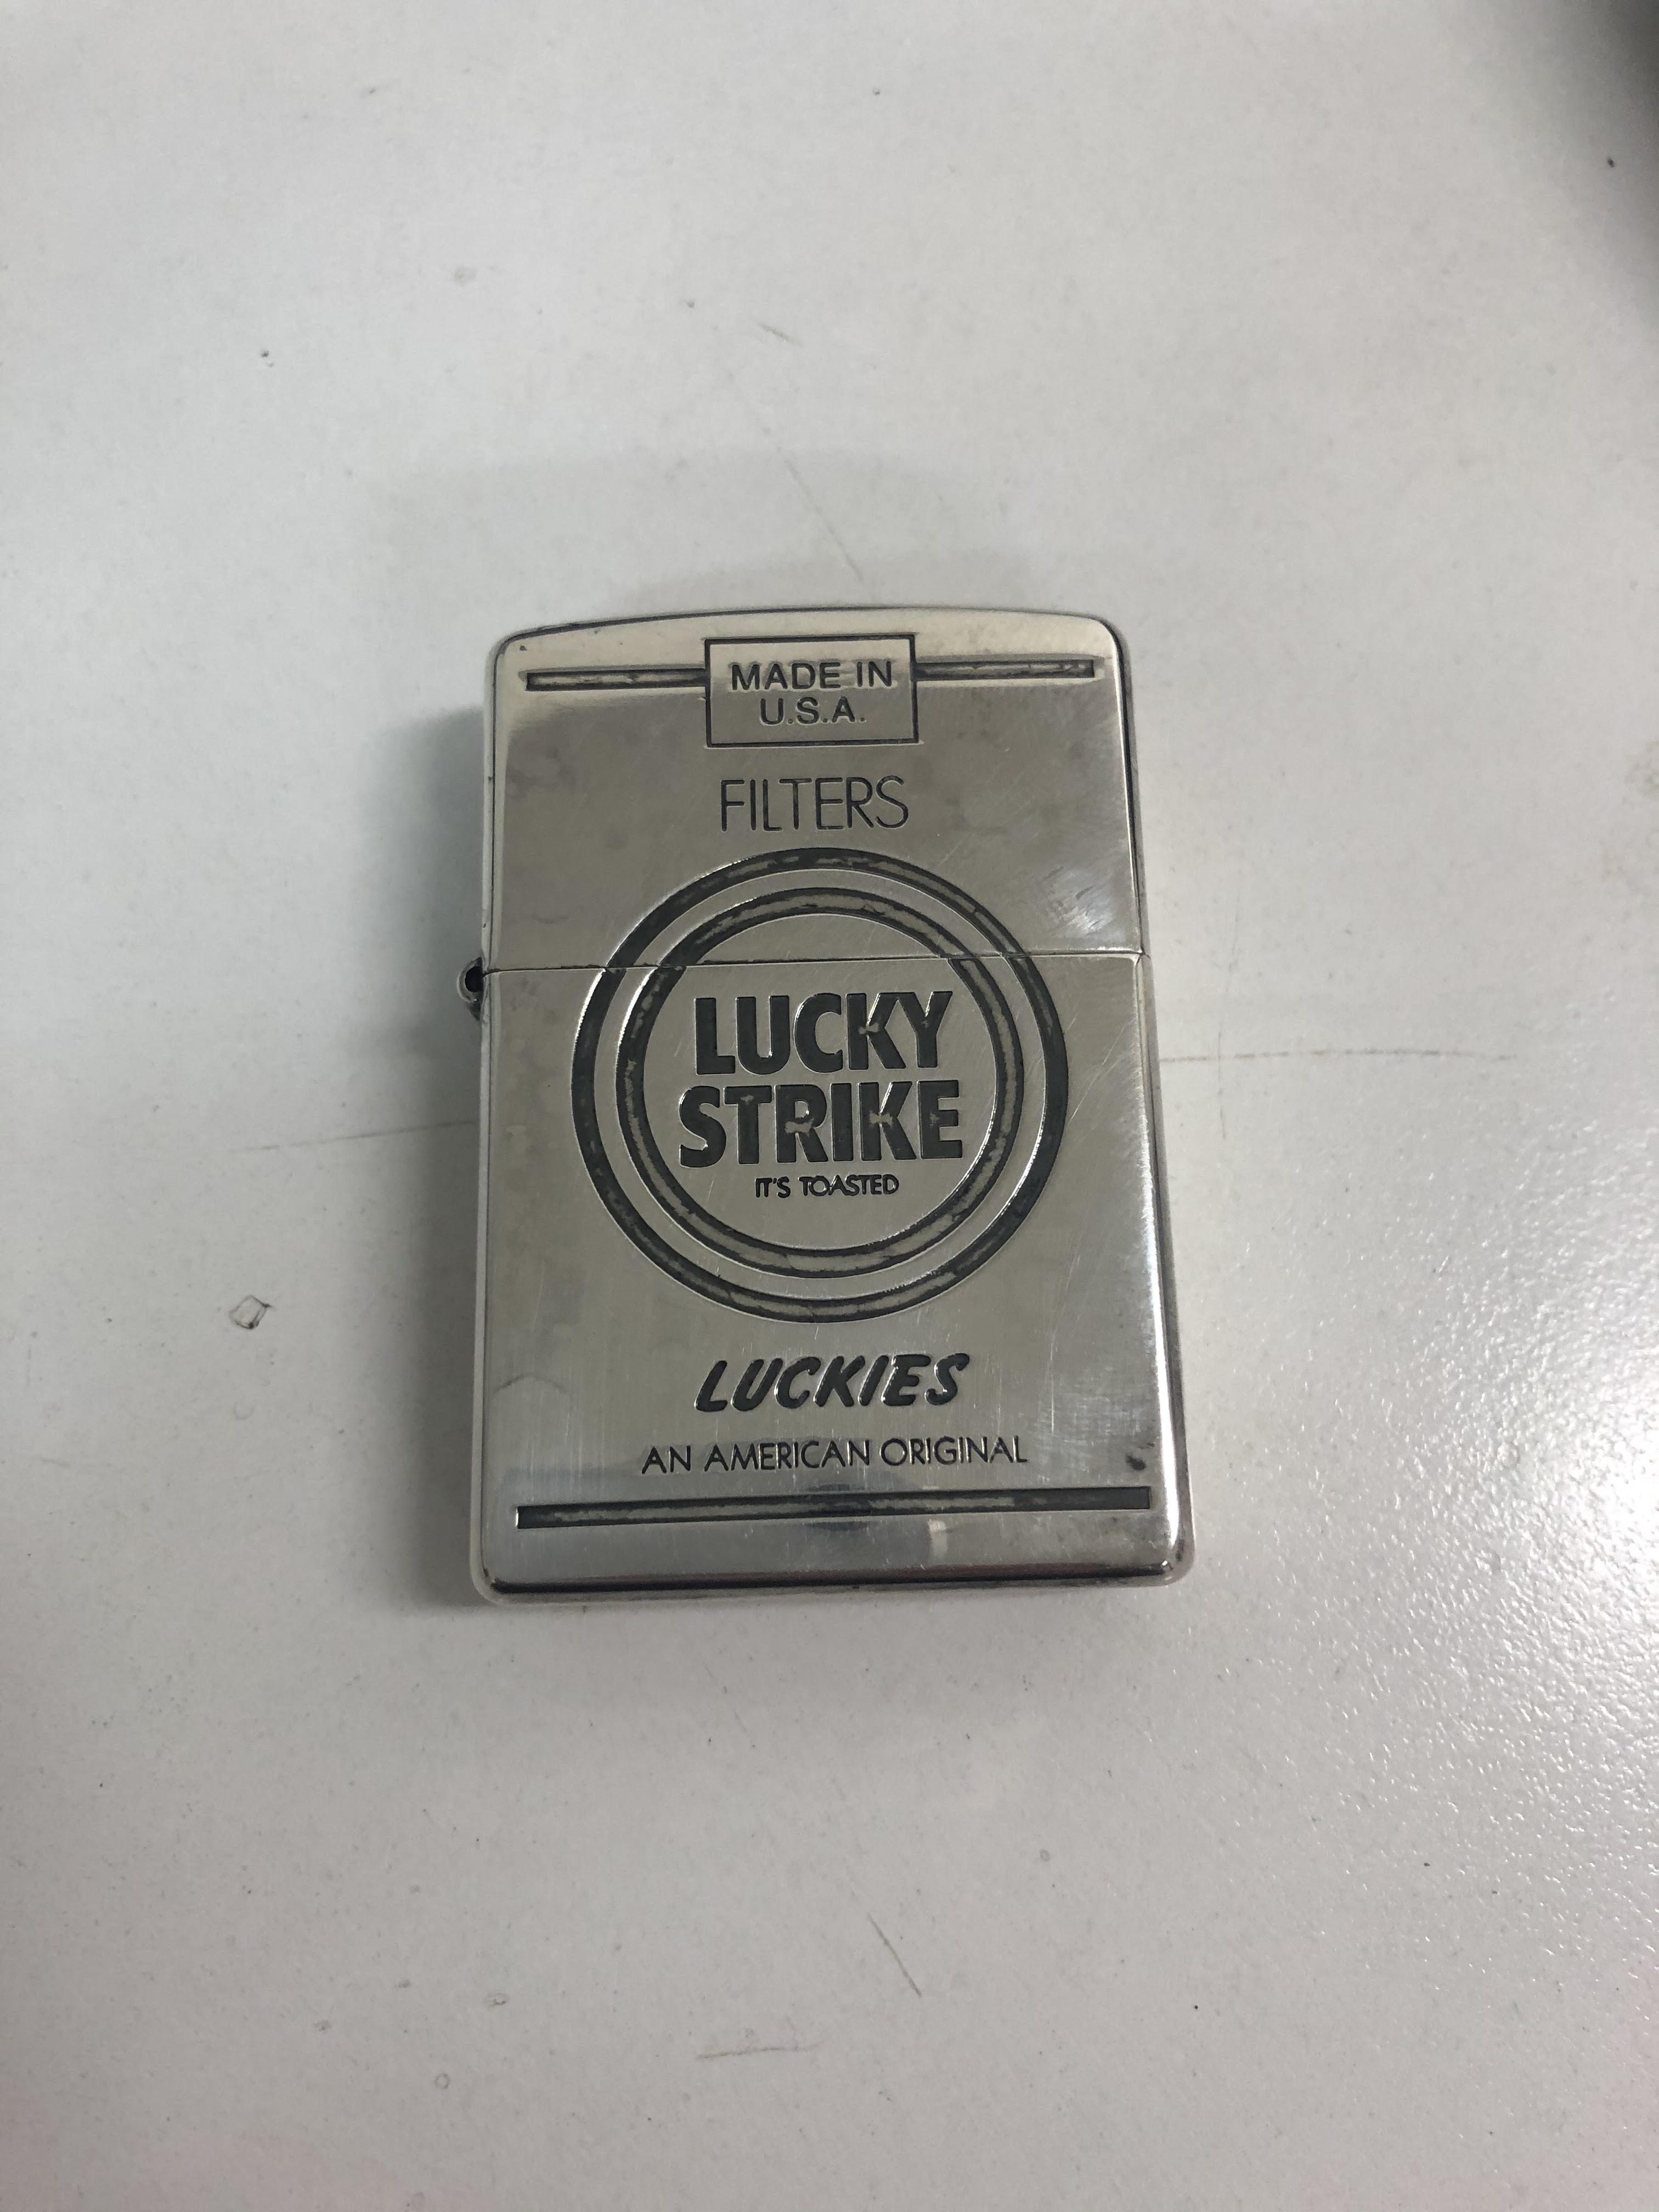 MADE IN
U.S.A.
FILTERS
LUCKY
STRIKE
IT'S TOASTED
LUCKIES
AN AMERICAN ORIGINAL